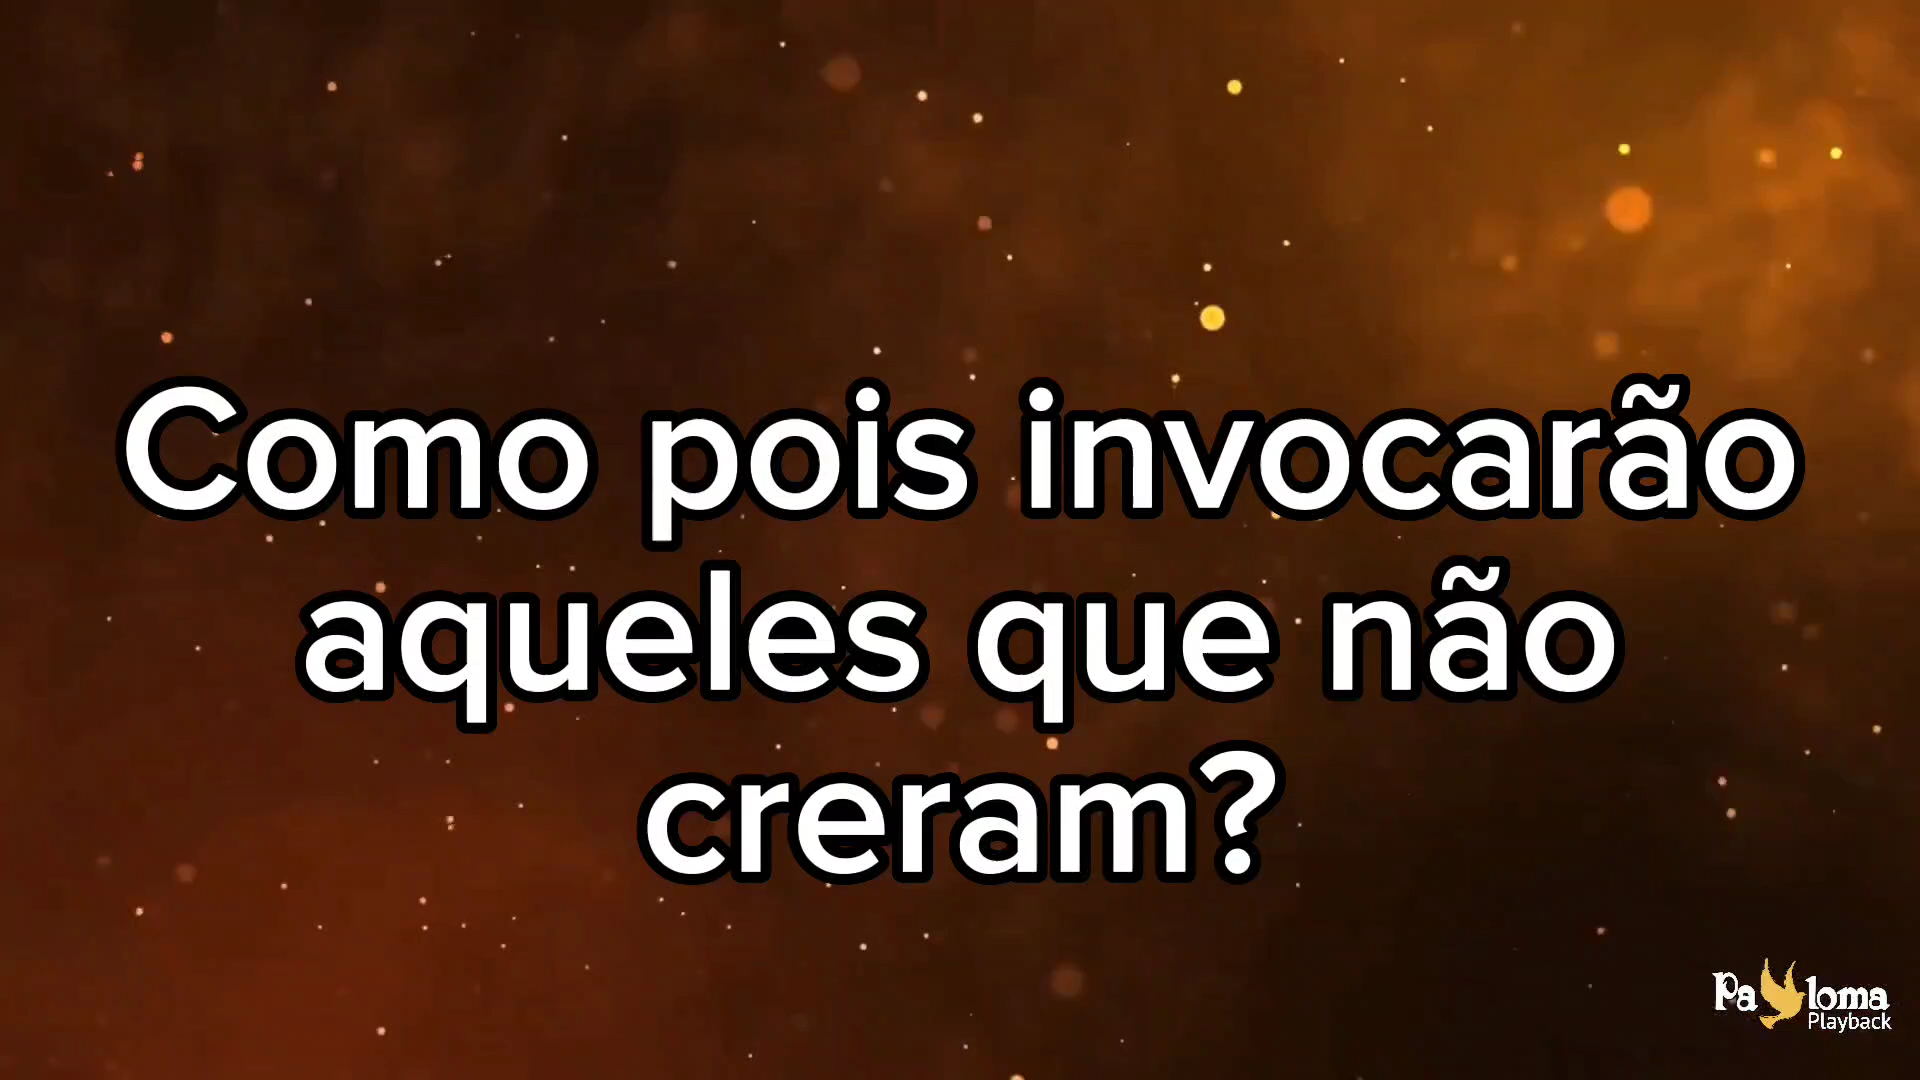 Como pois invocarão
aqueles que não
creram?
Paloma
Playback